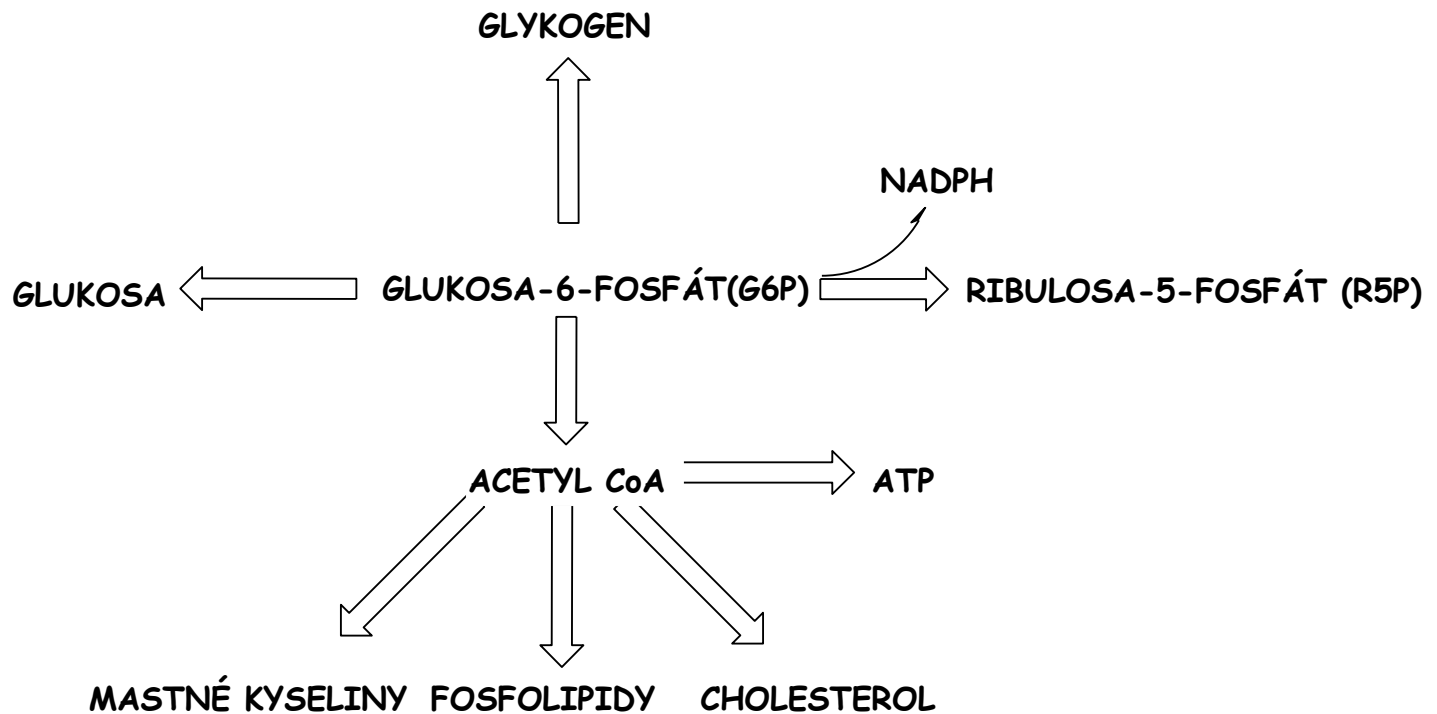 GLYKOGEN
NADPH
GLUKOSA
GLUKOSA-6-FOSFÁT(G6P)
RIBULOSA-5-FOSFÁT (R5P)
ACETYL CoA
ATP
MASTNÉ KYSELINY
FOSFOLIPIDY
CHOLESTEROL